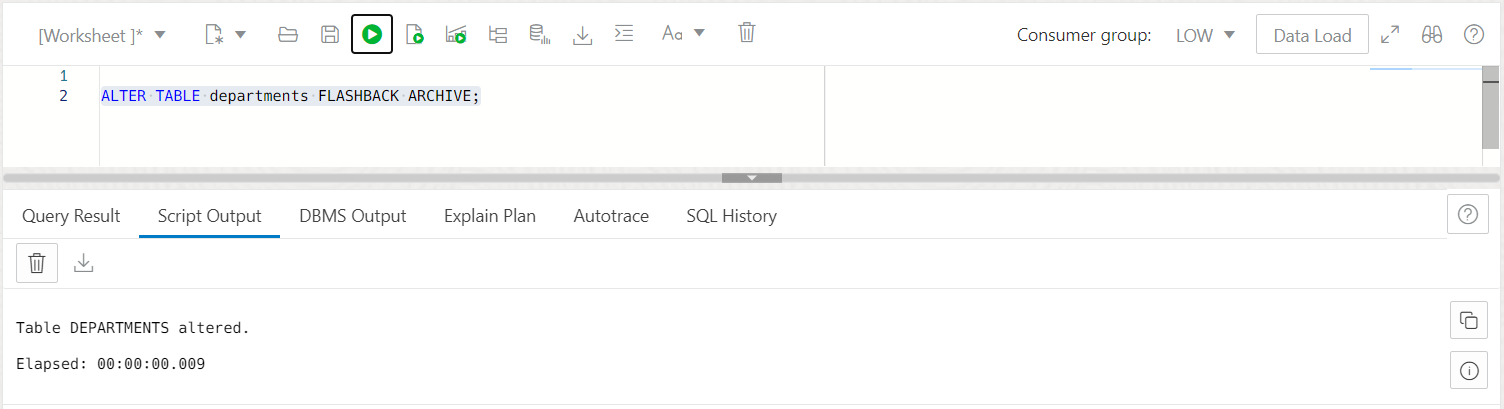 [Worksheet ]* Aa Consumer group: LOW Data Load
1
2 ALTER TABLE departments FLASHBACK ARCHIVE;
Query Result Script Output DBMS Output Explain Plan Autotrace SQL History
Table DEPARTMENTS altered.
Elapsed: 00:00:00.009